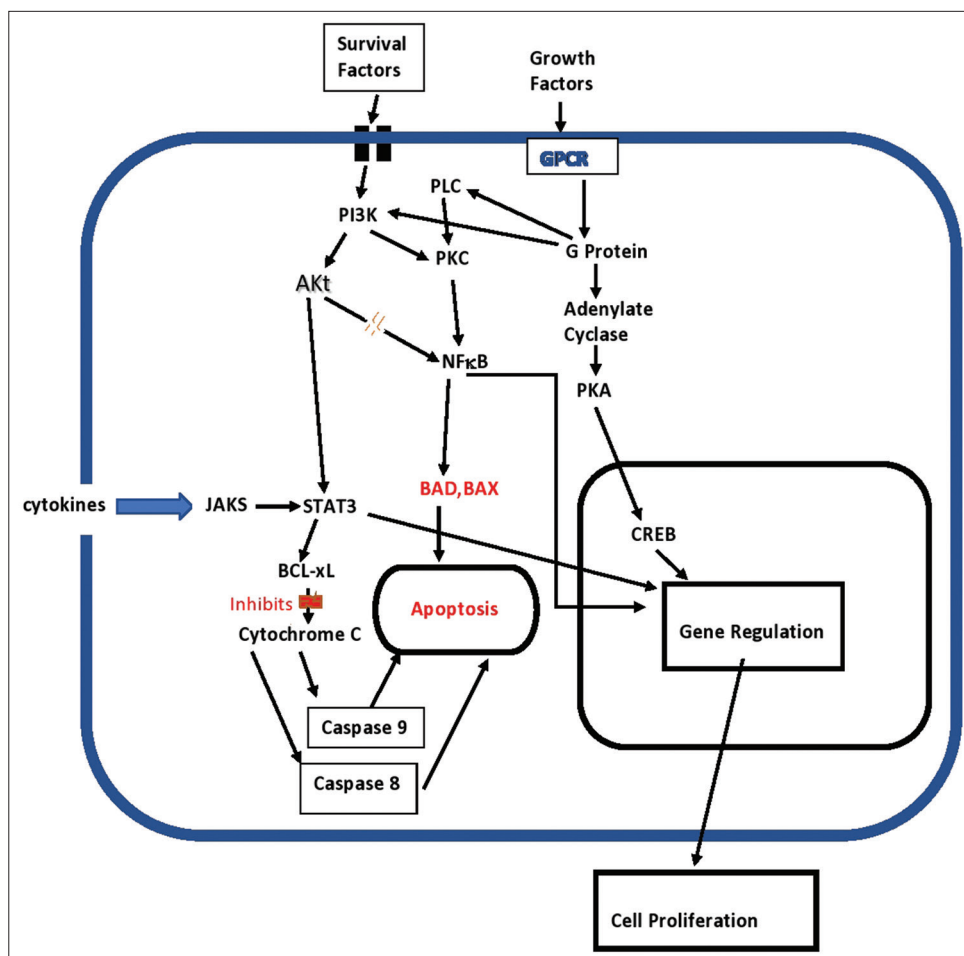 Survival
Factors
Growth
Factors
GPCR
PLC
PI3K
PKC
G Protein
AKt
Adenylate
Cyclase
NFκB
PKA
BAD,BAX
cytokines
JAKS
STAT3
CREB
BCL-xL
Inhibits
Apoptosis
Cytochrome C
Gene Regulation
Caspase 9
Caspase 8
Cell Proliferation